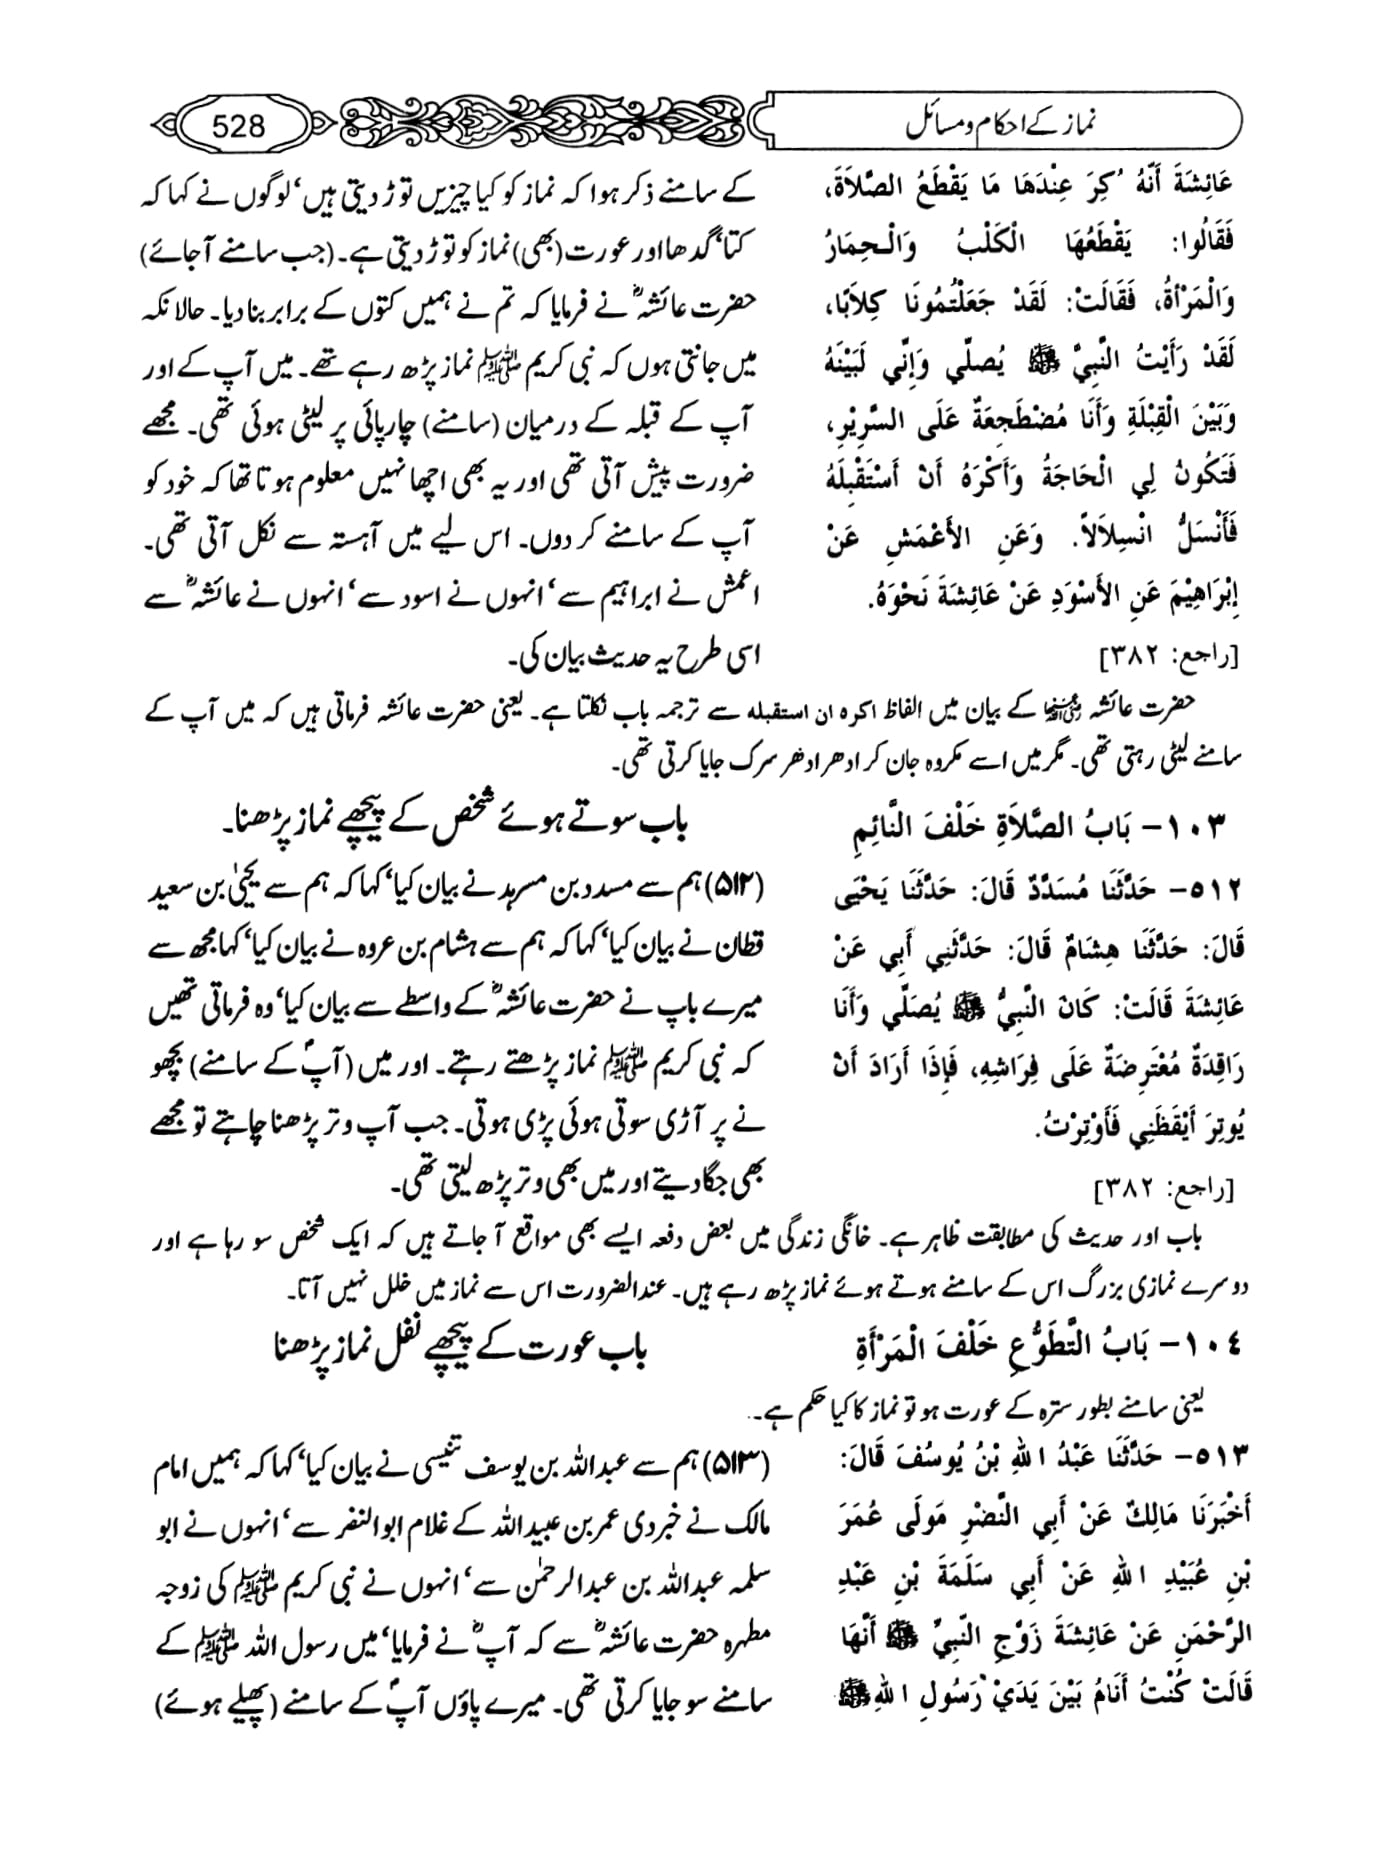 نماز کے احکام و مسائل
528
عَائِشَةَ أَنَّهُ ذُكِرَ عِنْدَهَا مَا يَقْطَعُ الصَّلاَةَ،
فَقَالُوا: يَقْطَعُهَا الْكَلْبُ وَالْحِمَارُ
وَالْمَرْأَةُ، فَقَالَتْ: لَقَدْ جَعَلْتُمُونَا كِلاَبًا،
لَقَدْ رَأَيْتُ النَّبِيَّ ﷺ يُصلِّي وَإِنِّي لَبَيْنَهُ
وَبَيْنَ الْقِبْلَةِ وَأَنَا مُضْطَجِعَةٌ عَلَى السَّرِيْرِ،
فَتَكُونُ لِي الْحَاجَةُ وَأَكْرَهُ أَنْ أَسْتَقْبِلَهُ
فَأَنْسَلُّ انْسِلاَلاً. وَعَنِ الأَعْمَشِ عَنْ
إِبْرَاهِيْمَ عَنِ الأَسْوَدِ عَنْ عَائِشَةَ نَحْوَهُ.
[راجع: ٣٨٢]
کے سامنے ذکر ہوا کہ نماز کو کیا چیزیں توڑ دیتی ہیں‘ لوگوں نے کہا کہ
کتا‘ گدھا اور عورت (بھی) نماز کو توڑ دیتی ہے۔ (جب سامنے آ جائے)
حضرت عائشہؓ نے فرمایا کہ تم نے ہمیں کتوں کے برابر بنا دیا۔ حالانکہ
میں جانتی ہوں کہ نبی کریم ﷺ نماز پڑھ رہے تھے۔ میں آپ کے اور
آپ کے قبلہ کے درمیان (سامنے) چارپائی پر لیٹی ہوئی تھی۔ مجھے
ضرورت پیش آتی تھی اور یہ بھی اچھا نہیں معلوم ہوتا تھا کہ خود کو
آپ کے سامنے کر دوں۔ اس لیے میں آہستہ سے نکل آتی تھی۔
اعمش نے ابراہیم سے‘ انہوں نے اسود سے‘ انہوں نے عائشہؓ سے
اسی طرح یہ حدیث بیان کی۔
حضرت عائشہ رضی اللہ عنہا کے بیان میں الفاظ اکرہ ان استقبلہ سے ترجمہ باب نکلتا ہے۔ یعنی حضرت عائشہ فرماتی ہیں کہ میں آپ کے
سامنے لیٹی رہتی تھی۔ مگر میں اسے مکروہ جان کر ادھر ادھر سرک جایا کرتی تھی۔
١٠٣- بَابُ الصَّلاَةِ خَلْفَ النَّائِمِ
باب سوتے ہوئے شخص کے پیچھے نماز پڑھنا۔
٥١٢- حَدَّثَنَا مُسَدَّدٌ قَالَ: حَدَّثَنَا يَحْيَى
قَالَ: حَدَّثَنَا هِشَامٌ قَالَ: حَدَّثَنِي أَبِي عَنْ
عَائِشَةَ قَالَتْ: كَانَ النَّبِيُّ ﷺ يُصَلِّي وَأَنَا
رَاقِدَةٌ مُعْتَرِضَةٌ عَلَى فِرَاشِهِ، فَإِذَا أَرَادَ أَنْ
يُوتِرَ أَيْقَظَنِي فَأَوْتِرْتُ.
[راجع: ٣٨٢]
(۵۱۲) ہم سے مسدد بن مسرہد نے بیان کیا‘ کہا کہ ہم سے یحییٰ بن سعید
قطان نے بیان کیا‘ کہا کہ ہم سے ہشام بن عروہ نے بیان کیا‘ کہا مجھ سے
میرے باپ نے حضرت عائشہؓ کے واسطے سے بیان کیا‘ وہ فرماتی تھیں
کہ نبی کریم ﷺ نماز پڑھتے رہتے۔ اور میں (آپؐ کے سامنے) بچھو
نے پر آڑی سوتی ہوئی پڑی ہوتی۔ جب آپ وتر پڑھنا چاہتے تو مجھے
بھی جگا دیتے اور میں بھی وتر پڑھ لیتی تھی۔
باب اور حدیث کی مطابقت ظاہر ہے۔ خانگی زندگی میں بعض دفعہ ایسے بھی مواقع آ جاتے ہیں کہ ایک شخص سو رہا ہے اور
دوسرے نمازی بزرگ اس کے سامنے ہوتے ہوئے نماز پڑھ رہے ہیں۔ عندالضرورت اس سے نماز میں خلل نہیں آتا۔
١٠٤- بَابُ التَّطَوُّعِ خَلْفَ الْمَرْأَةِ
باب عورت کے پیچھے نفل نماز پڑھنا
یعنی سامنے بطور سترہ کے عورت ہو تو نماز کا کیا حکم ہے۔
٥١٣- حَدَّثَنَا عَبْدُ اللهِ بْنُ يُوسُفَ قَالَ:
أَخْبَرَنَا مَالِكٌ عَنْ أَبِي النَّضْرِ مَولَى عُمَرَ
بْنِ عُبَيْدِ اللهِ عَنْ أَبِي سَلَمَةَ بْنِ عَبْدِ
الرَّحْمَنِ عَنْ عَائِشَةَ زَوْجِ النَّبِيِّ ﷺ أَنَّهَا
قَالَتْ كُنْتُ أَنَامُ بَيْنَ يَدَيْ رَسُولِ اللهِ ﷺ
(۵۱۳) ہم سے عبداللہ بن یوسف تنیسی نے بیان کیا‘ کہا کہ ہمیں امام
مالک نے خبر دی عمر بن عبیداللہ کے غلام ابوالنضر سے‘ انہوں نے ابو
سلمہ عبداللہ بن عبدالرحمٰن سے‘ انہوں نے نبی کریم ﷺ کی زوجہ
مطہرہ حضرت عائشہؓ سے کہ آپؓ نے فرمایا‘ میں رسول اللہ ﷺ کے
سامنے سو جایا کرتی تھی۔ میرے پاؤں آپؐ کے سامنے (پھیلے ہوئے)